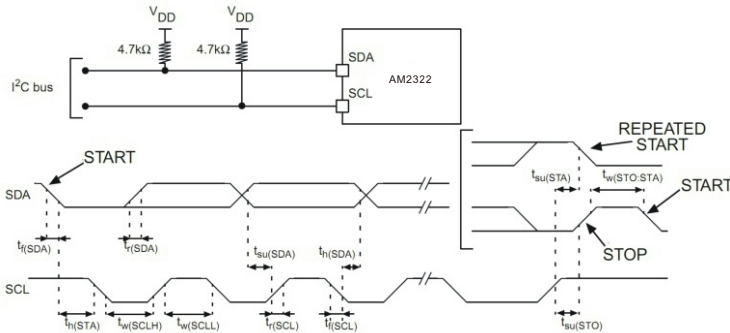 VDD VDD
4.7kΩ 4.7kΩ
SDA
AM2322
I²C bus
SCL
REPEATED
START
START
tsu(STA) tw(STO:STA)
START
SDA
STOP
tf(SDA) tr(SDA) tsu(SDA) th(SDA)
SCL
th(STA) tw(SCLH) tw(SCLL) tr(SCL) tf(SCL) tsu(STO)